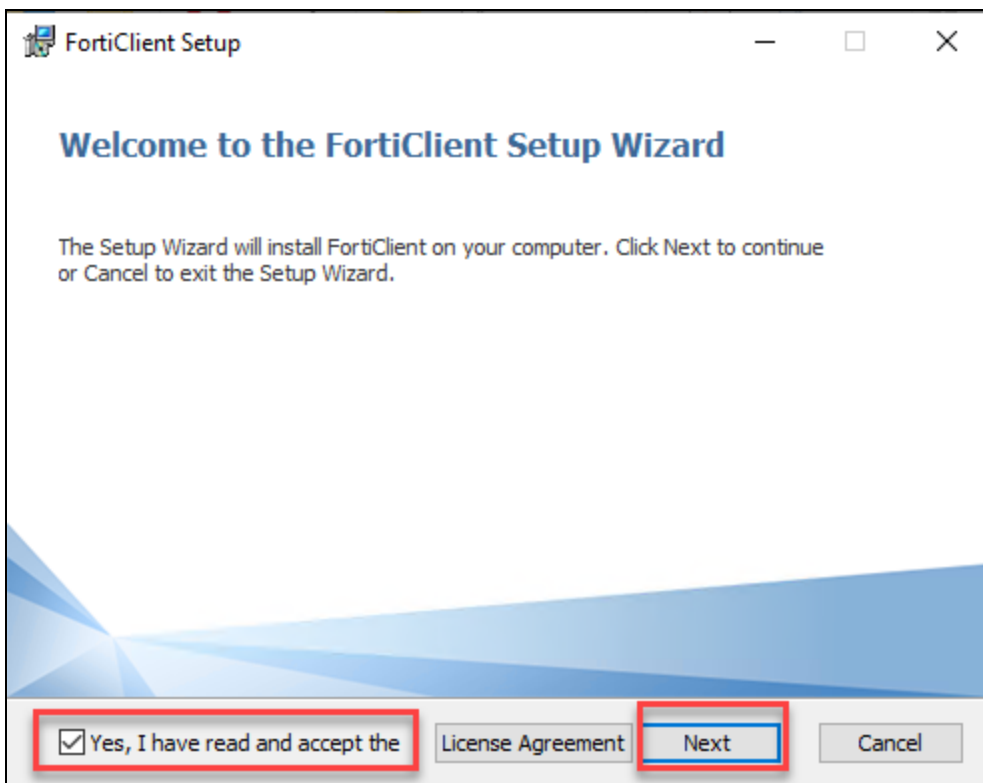 FortiClient Setup
Welcome to the FortiClient Setup Wizard
The Setup Wizard will install FortiClient on your computer. Click Next to continue
or Cancel to exit the Setup Wizard.
Yes, I have read and accept the License Agreement Next Cancel